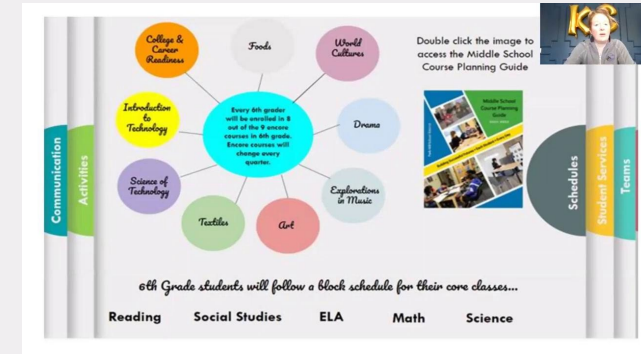 College &
Career
Readiness
Foods
World
Cultures
Double click the image to
access the Middle School
Course Planning Guide
Introduction
to
Technology
Every 6th grader
will be enrolled in 8
out of the 9 encore
courses in 6th grade.
Encore courses will
change every
quarter.
Drama
Middle School
Course Planning
Guide
Communication
Activities
Science of
Technology
Explorations
in Music
Textiles
Art
Schedules
Student Services
Teams
6th Grade students will follow a block schedule for their core classes...
Reading
Social Studies
ELA
Math
Science